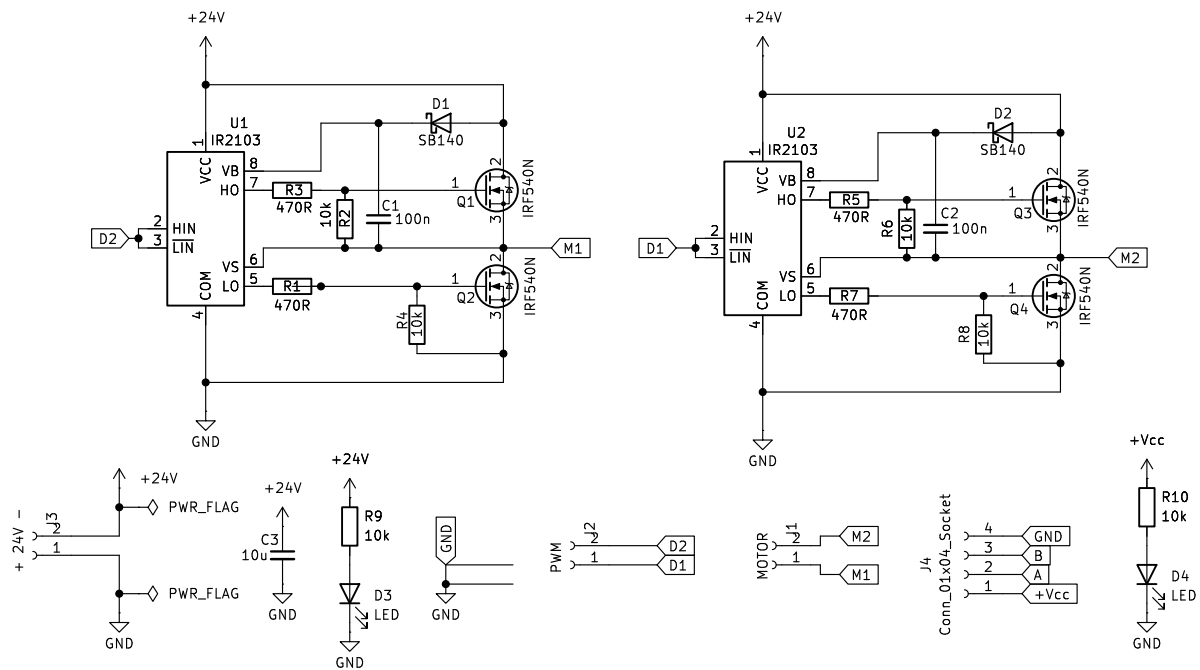 +24V
+24V
U1
IR2103
1
VCC
VB
8
HO
7
2
HIN
3
LIN
VS
6
LO
5
COM
4
D2
R3
470R
10k
R2
C1
100n
D1
SB140
2
1
Q1
3
IRF540N
M1
2
1
Q2
3
IRF540N
R1
470R
R4
10k
GND
U2
IR2103
1
VCC
VB
8
HO
7
2
HIN
3
LIN
VS
6
LO
5
COM
4
D1
R5
470R
R6
10k
C2
100n
D2
SB140
2
1
Q3
3
IRF540N
M2
2
1
Q4
3
IRF540N
R7
470R
R8
10k
GND
+ 24V -
J3
2
1
+24V
PWR_FLAG
PWR_FLAG
GND
+24V
C3
10u
GND
+24V
R9
10k
D3
LED
GND
GND
GND
PWM
J2
2
1
D2
D1
MOTOR
J1
2
1
M2
M1
J4
Conn_01x04_Socket
4
GND
3
B
2
A
1
+Vcc
+Vcc
R10
10k
D4
LED
GND